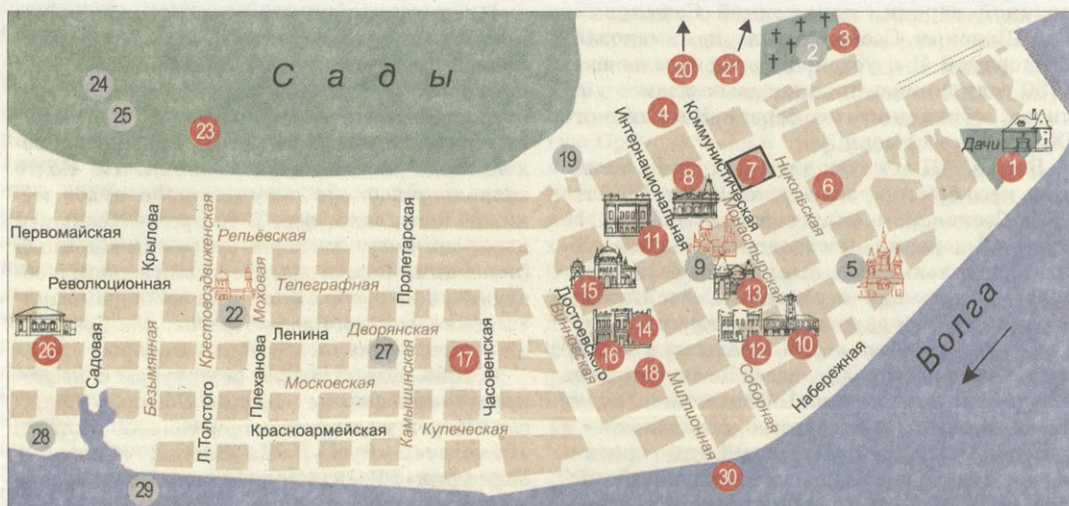 Сады
24
25
23
20
21
2
3
4
19
Интернациональная
Коммунистическая
7
Никольская
6
Дачи
1
8
Монастырская
11
9
5
Первомайская
Крылова
Крестовоздвиженская
Репьёвская
Пролетарская
Революционная
22
Моховая
Телеграфная
15
Достоевского
Винновская
13
26
Садовая
Безымянная
Ленина
Дворянская
27
17
14
16
18
12
10
Волга
Л.Толстого
Плеханова
Московская
Камышинская
Часовенская
Миллионная
Соборная
Набережная
28
Красноармейская
Купеческая
29
30